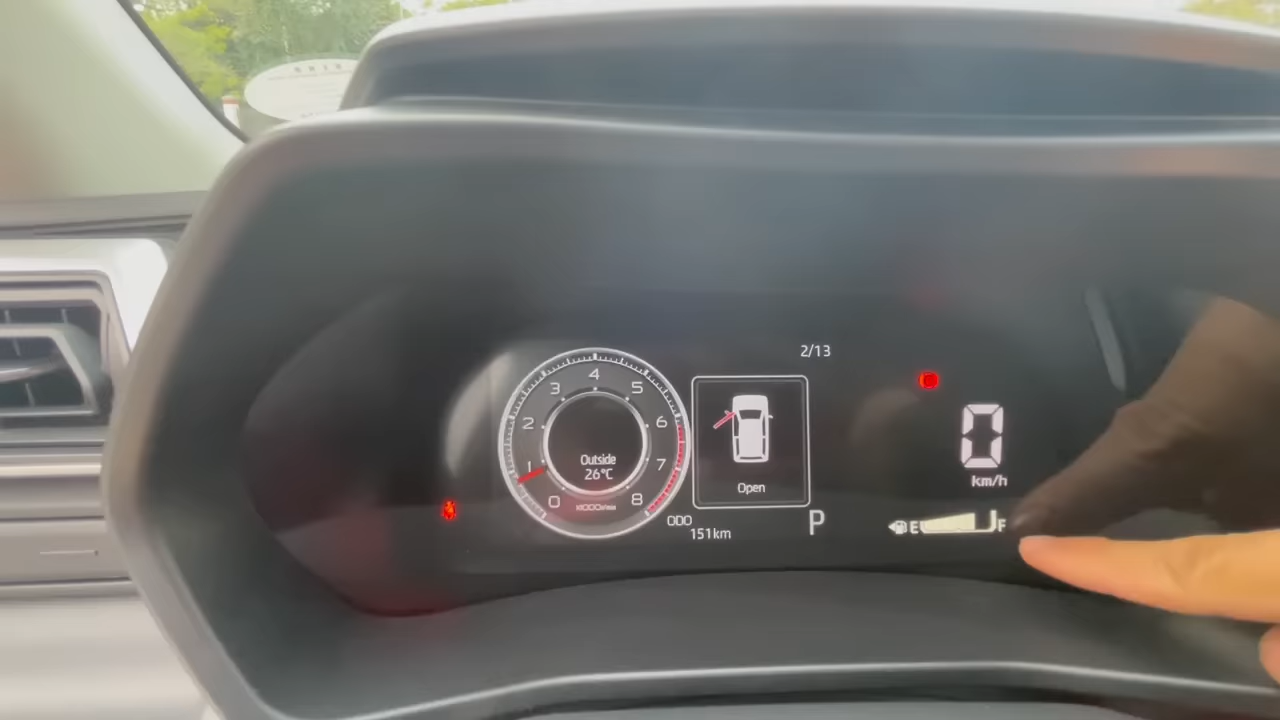 2/13
4
3
5
2
6
1
7
0
8
Outside
26°C
x1000r/min
Open
ODO
151km
P
0
km/h
E
F